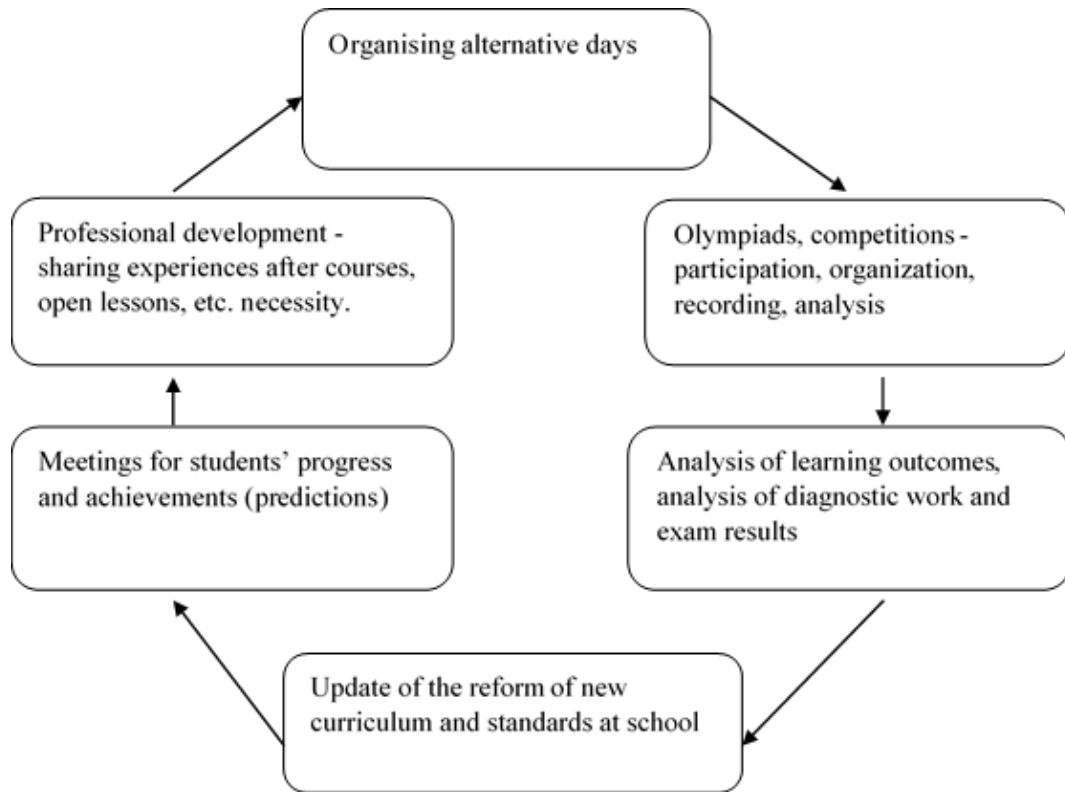 Organising alternative days
Professional development -
sharing experiences after courses,
open lessons, etc. necessity.
Olympiads, competitions -
participation, organization,
recording, analysis
Meetings for students’ progress
and achievements (predictions)
Analysis of learning outcomes,
analysis of diagnostic work and
exam results
Update of the reform of new
curriculum and standards at school